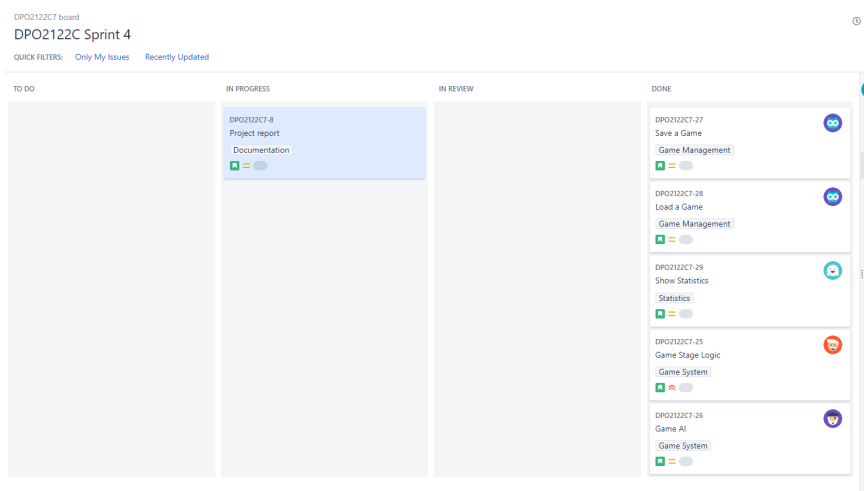 DPO2122C7 board
DPO2122C Sprint 4
QUICK FILTERS: Only My Issues Recently Updated
TO DO
IN PROGRESS
IN REVIEW
DONE
DPO2122C7-8
Project report
Documentation
DPO2122C7-27
Save a Game
Game Management
DPO2122C7-28
Load a Game
Game Management
DPO2122C7-29
Show Statistics
Statistics
DPO2122C7-25
Game Stage Logic
Game System
DPO2122C7-26
Game AI
Game System